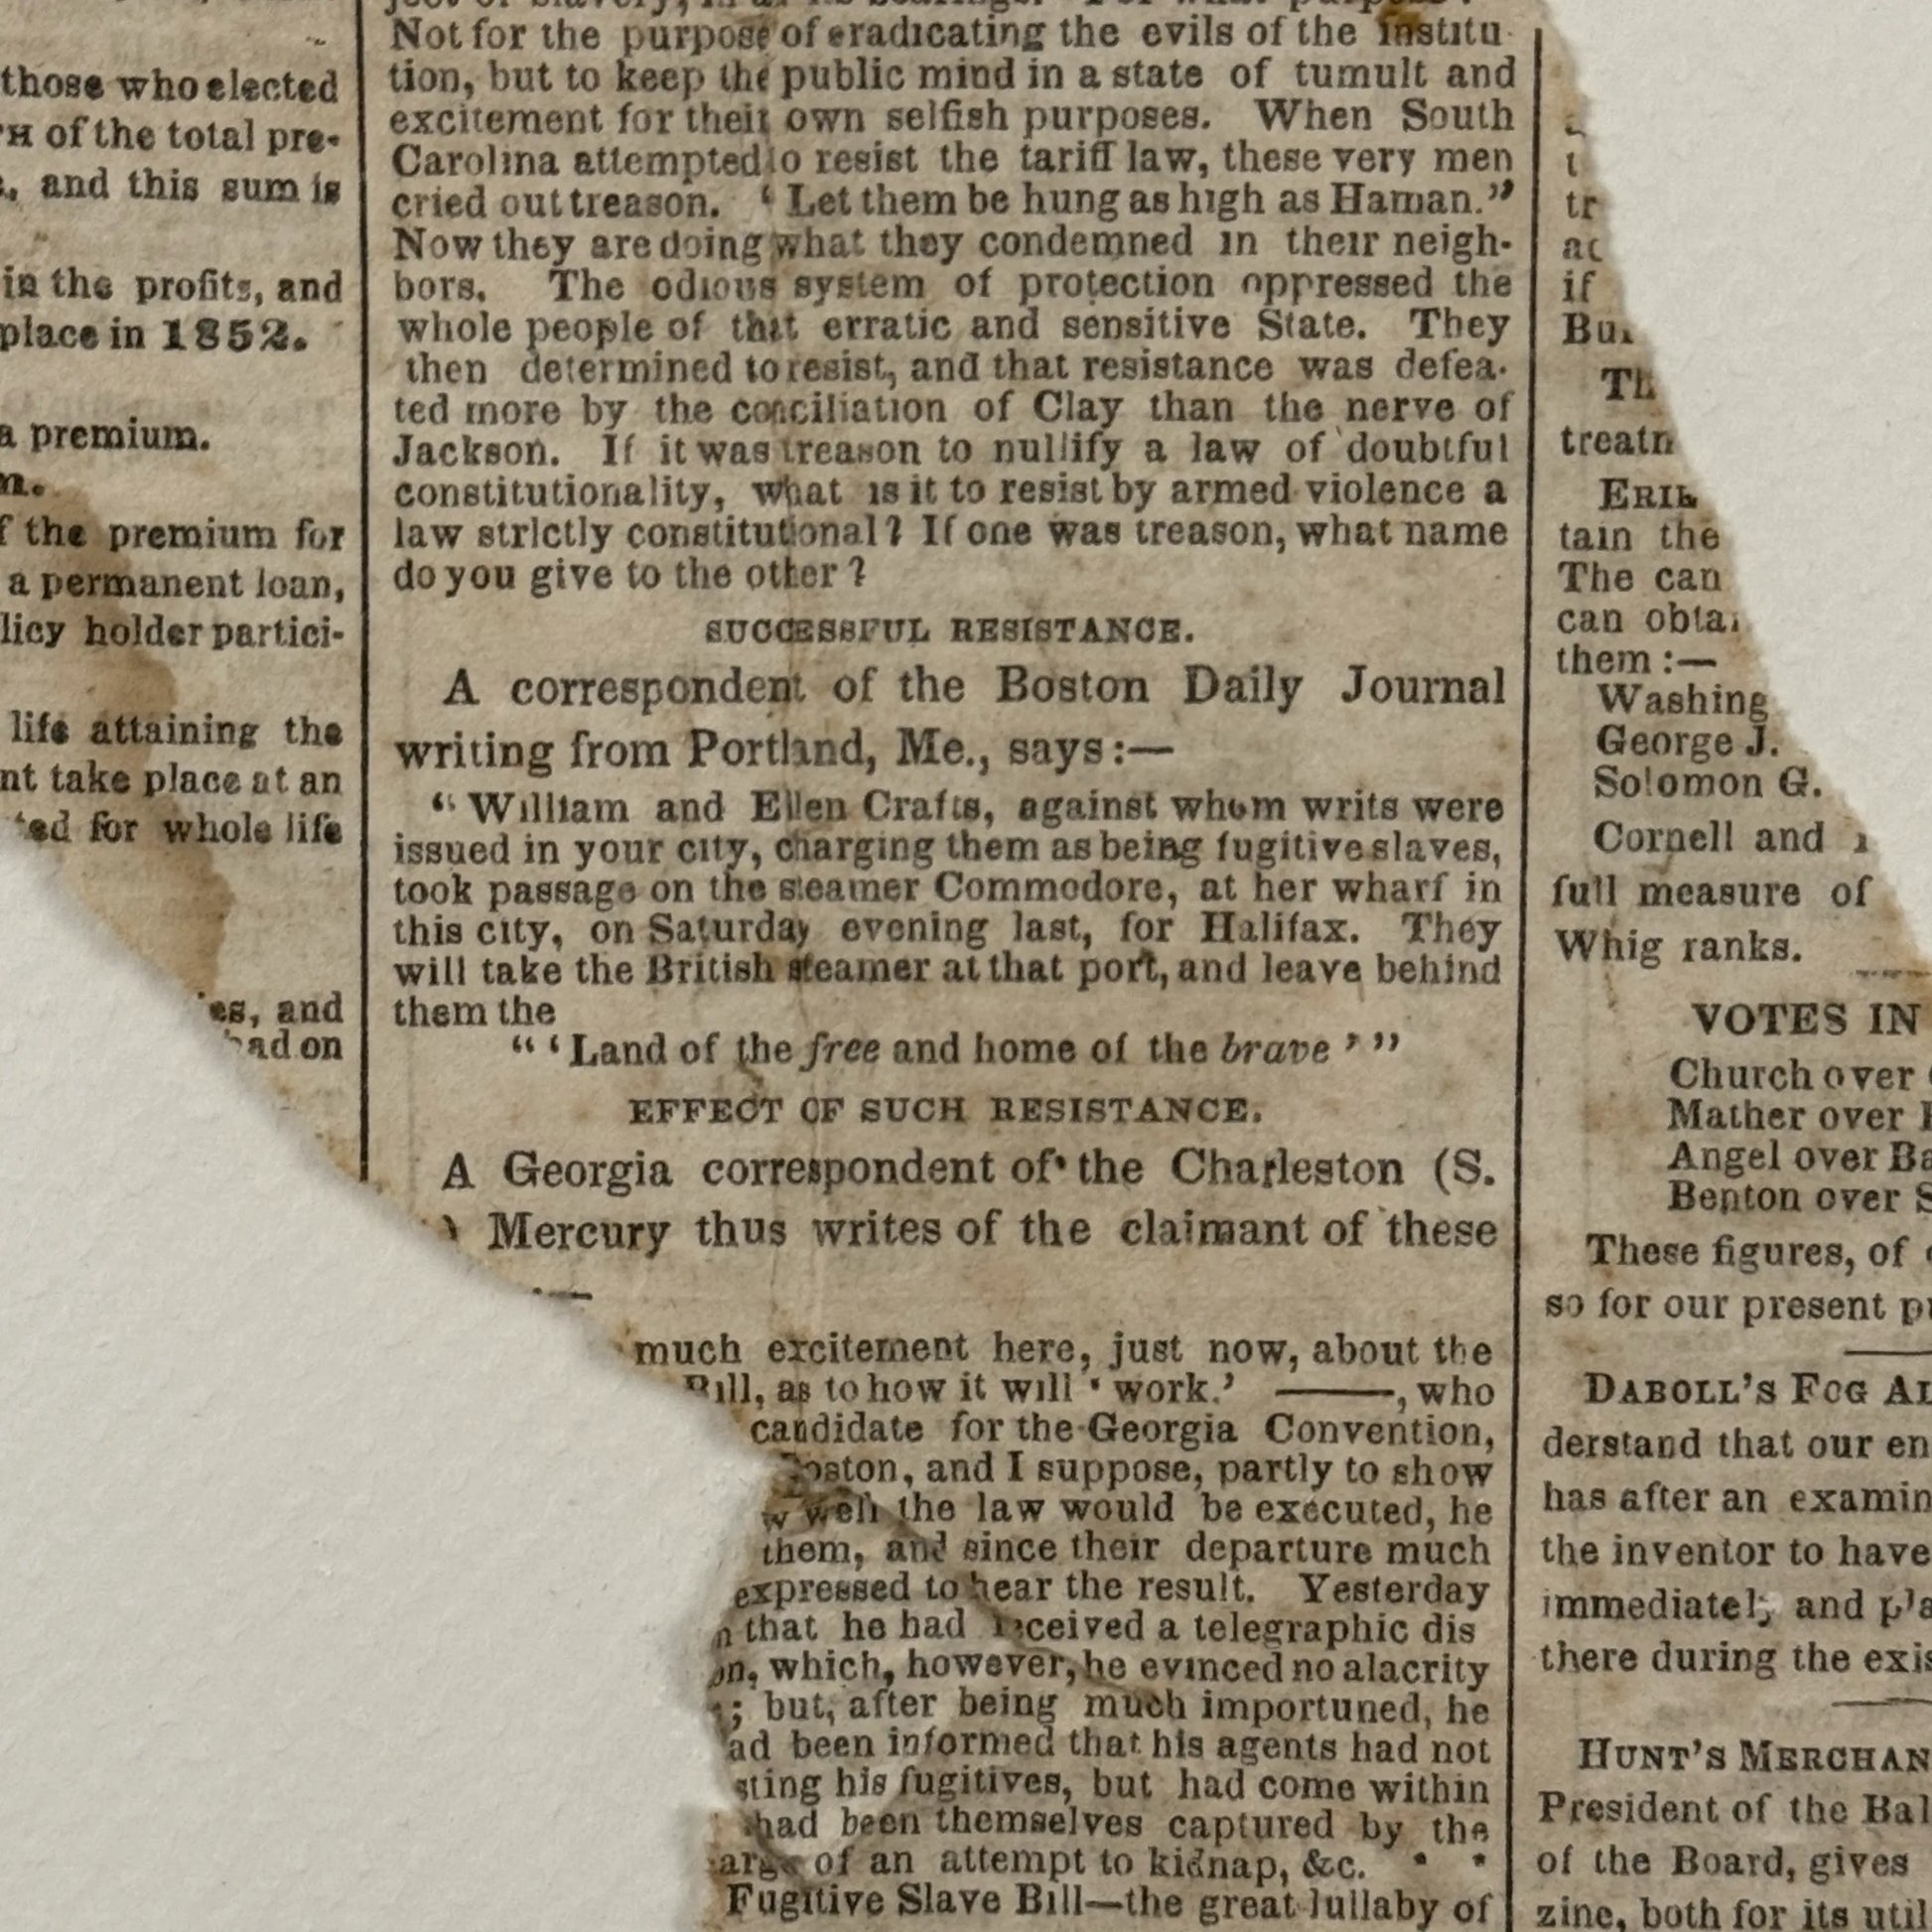 those who elected
of the total pre-
and this sum is
in the profits, and
place in 1852.
a premium.
the premium for
a permanent loan,
holder partici-
life attaining the
take place at an
for whole life
and
on
Not for the purpose of eradicating the evils of the institu
tion, but to keep the public mind in a state of tumult and
excitement for their own selfish purposes. When South
Carolina attempted to resist the tariff law, these very men
cried out treason. ‘ Let them be hung as high as Haman.”
Now they are doing what they condemned in their neigh-
bors. The odious system of protection oppressed the
whole people of that erratic and sensitive State. They
then determined to resist, and that resistance was defea-
ted more by the conciliation of Clay than the nerve of
Jackson. If it was treason to nullify a law of doubtful
constitutionality, what is it to resist by armed violence a
law strictly constitutional? If one was treason, what name
do you give to the other?
SUCCESSFUL RESISTANCE.
A correspondent of the Boston Daily Journal
writing from Portland, Me., says:—
“ William and Ellen Crafts, against whom writs were
issued in your city, charging them as being fugitive slaves,
took passage on the steamer Commodore, at her wharf in
this city, on Saturday evening last, for Halifax. They
will take the British steamer at that port, and leave behind
them the
“ ‘ Land of the free and home of the brave ’ ”
EFFECT OF SUCH RESISTANCE.
A Georgia correspondent of the Charleston (S.
Mercury thus writes of the claimant of these
much excitement here, just now, about the
Bill, as to how it will ‘ work.’ ——, who
candidate for the Georgia Convention,
Boston, and I suppose, partly to show
well the law would be executed, he
them, and since their departure much
expressed to hear the result. Yesterday
that he had received a telegraphic dis
which, however, he evinced no alacrity
; but, after being much importuned, he
been informed that his agents had not
his fugitives, but had come within
had been themselves captured by the
of an attempt to kidnap, &c. * *
Fugitive Slave Bill—the great lullaby of
if
tain the
The can
can
them :—
Washing
George J.
Solomon G.
Cornell and
full measure of
Whig ranks.
VOTES IN
Church over
Mather over
Angel over Ba
Benton over S
These figures, of
so for our present
DABOLL'S FOG AL
derstand that our en
has after an examin
the inventor to have
immediately and
there during the exis
HUNT'S MERCHAN
President of the Bal
of the Board, gives
zine, both for its util